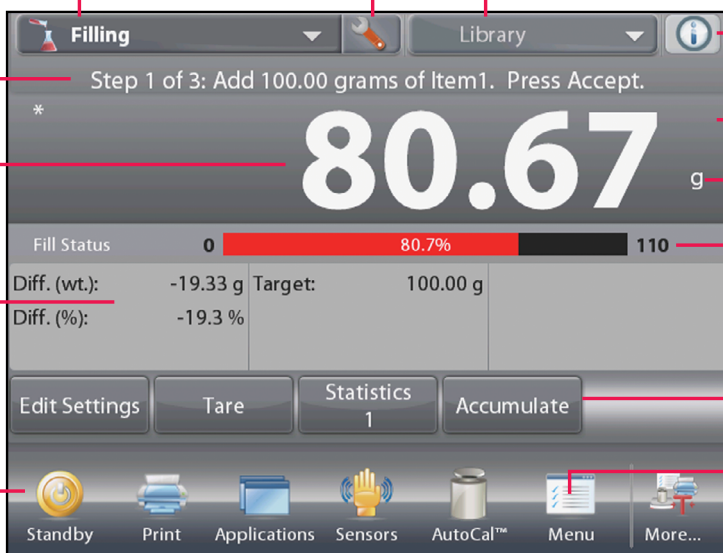 Filling Library
Step 1 of 3: Add 100.00 grams of Item1. Press Accept.
*
80.67 g
Fill Status 0 80.7% 110
Diff. (wt.): -19.33 g Target: 100.00 g
Diff. (%): -19.3 %
Edit Settings Tare Statistics 1 Accumulate
Standby Print Applications Sensors AutoCal™ Menu More...